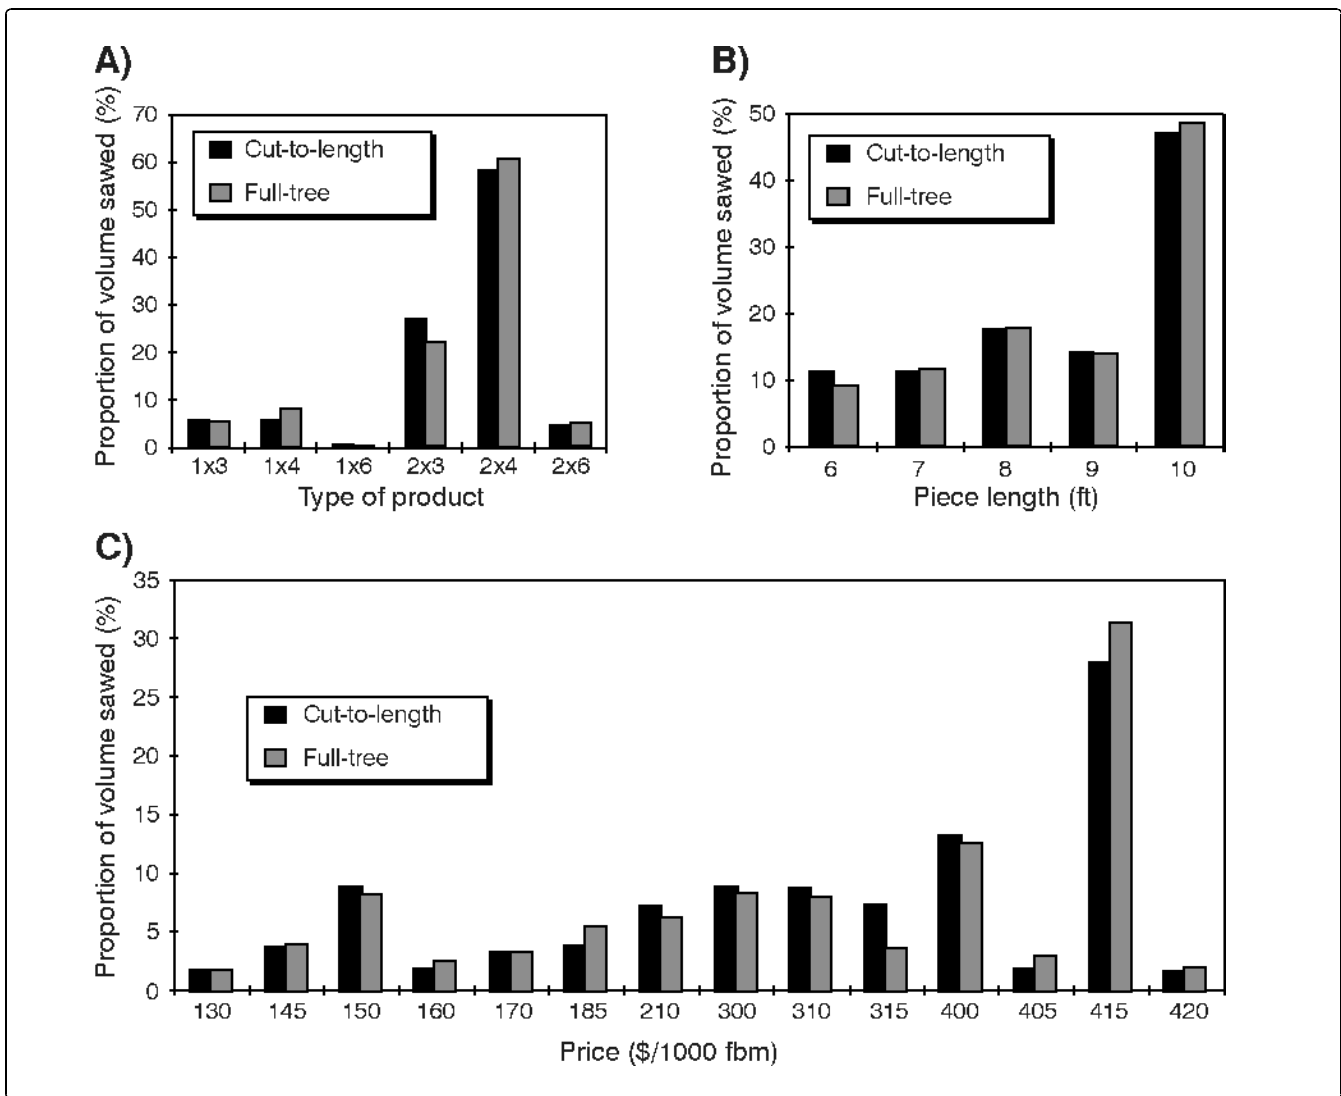 A)
Proportion of volume sawed (%)
70
60
50
40
30
20
10
0
Cut-to-length
Full-tree
1x3 1x4 1x6 2x3 2x4 2x6
Type of product
B)
Proportion of volume sawed (%)
50
40
30
20
10
0
Cut-to-length
Full-tree
6 7 8 9 10
Piece length (ft)
C)
Proportion of volume sawed (%)
35
30
25
20
15
10
5
0
Cut-to-length
Full-tree
130 145 150 160 170 185 210 300 310 315 400 405 415 420
Price ($/1000 fbm)